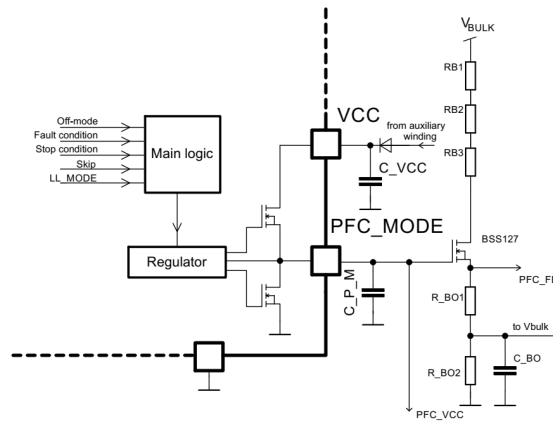 VBULK
RB1
RB2
RB3
VCC
from auxiliary
winding
C_VCC
Off-mode
Fault condition
Stop condition
Skip
LL_MODE
Main logic
PFC_MODE
BSS127
Regulator
C_P_M
R_BO1
to Vbulk
R_BO2
C_BO
PFC_VCC